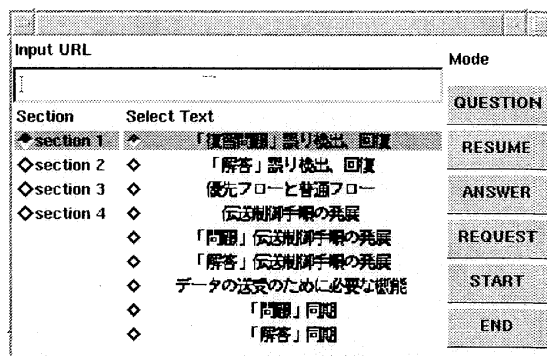 Input URL
Mode
Section Select Text
QUESTION
section 1 「復習問題」誤り検出、回復
RESUME
section 2 「解答」誤り検出、回復
section 3 優先フローと普通フロー
ANSWER
section 4 伝送制御手順の発展
「問題」伝送制御手順の発展
REQUEST
「解答」伝送制御手順の発展
データの送受のために必要な機能
START
「問題」同期
「解答」同期
END